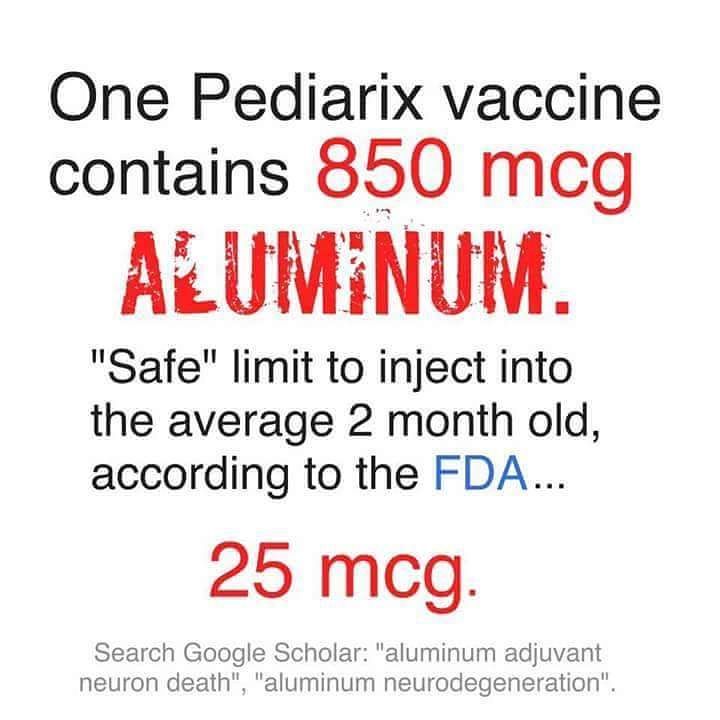 One Pediarix vaccine
contains 850 mcg
ALUMINUM.
"Safe" limit to inject into
the average 2 month old,
according to the FDA...
25 mcg.
Search Google Scholar: "aluminum adjuvant
neuron death", "aluminum neurodegeneration".